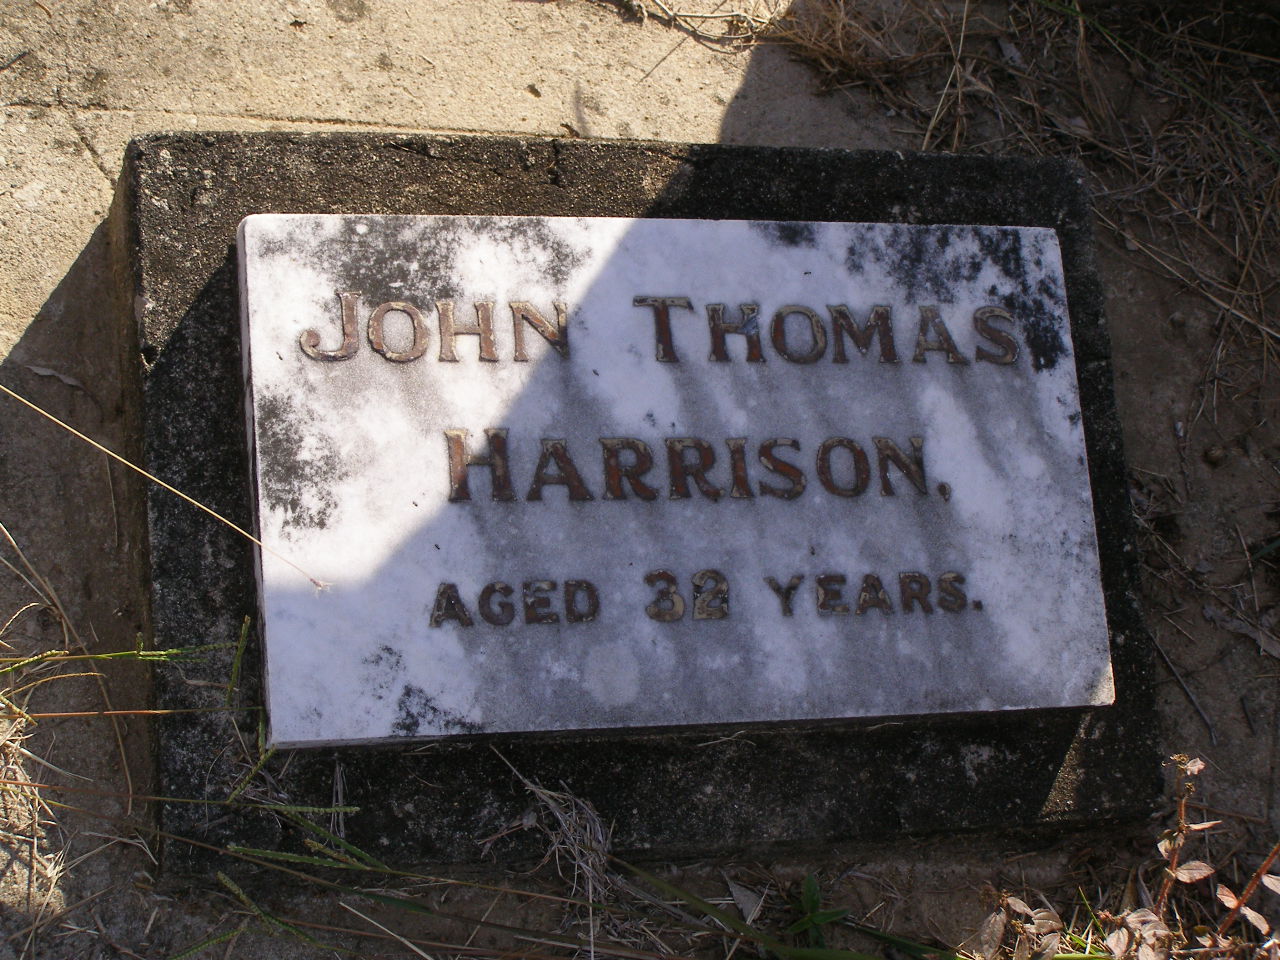 JOHN THOMAS
HARRISON,
AGED 32 YEARS.